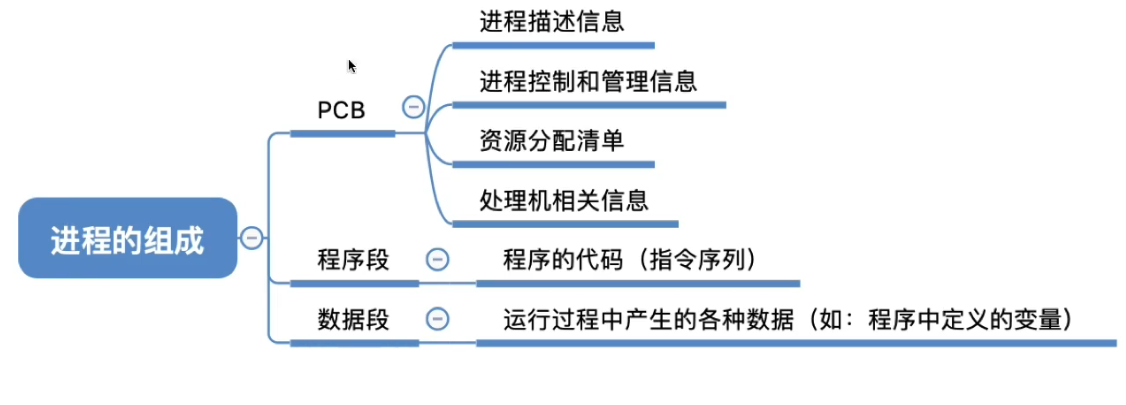 进程的组成
PCB
进程描述信息
进程控制和管理信息
资源分配清单
处理机相关信息
程序段
程序的代码（指令序列）
数据段
运行过程中产生的各种数据（如：程序中定义的变量）